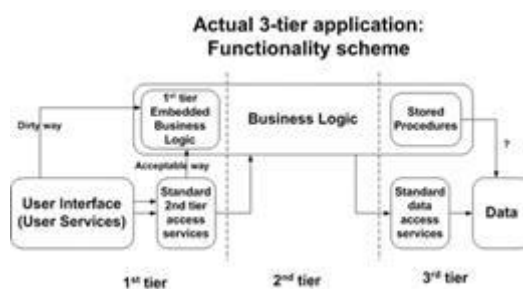 Actual 3-tier application:
Functionality scheme
1st tier
Embedded
Business
Logic
Business Logic
Stored
Procedures
Dirty way
Acceptable way
?
User Interface
(User Services)
Standard
2nd tier
access
services
Standard
data
access
services
Data
1st tier
2nd tier
3rd tier